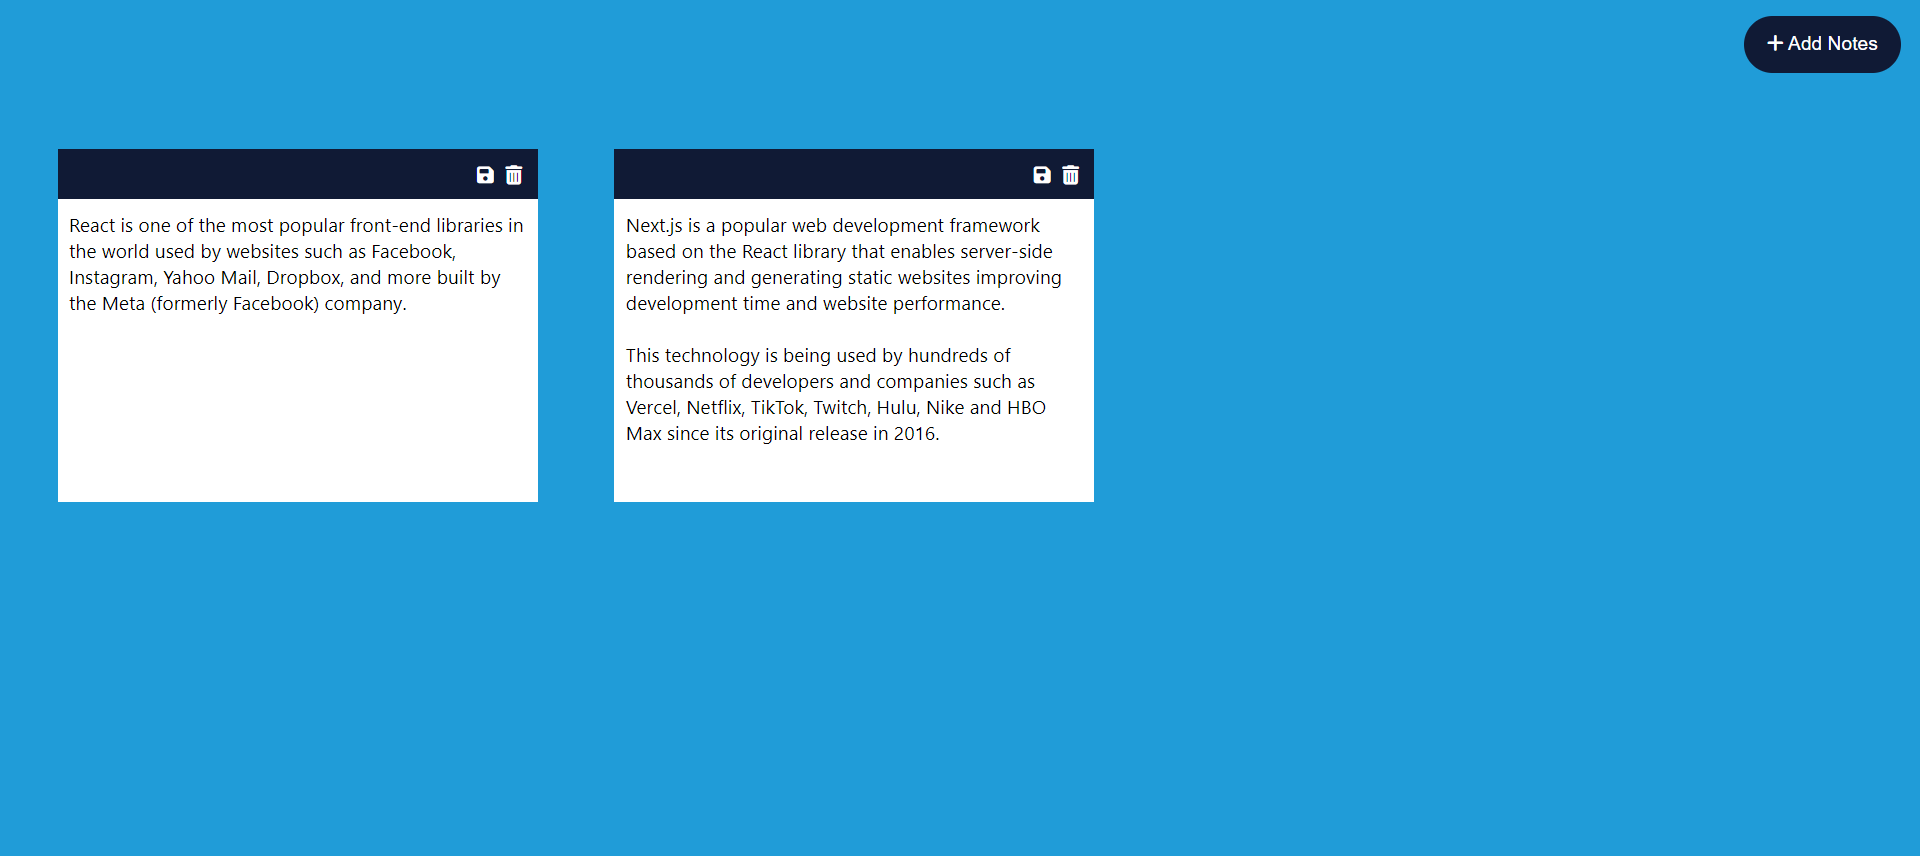 Add Notes
React is one of the most popular front-end libraries in
the world used by websites such as Facebook,
Instagram, Yahoo Mail, Dropbox, and more built by
the Meta (formerly Facebook) company.
Next.js is a popular web development framework
based on the React library that enables server-side
rendering and generating static websites improving
development time and website performance.
This technology is being used by hundreds of
thousands of developers and companies such as
Vercel, Netflix, TikTok, Twitch, Hulu, Nike and HBO
Max since its original release in 2016.